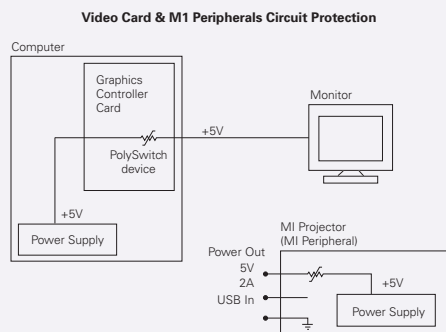 Video Card & M1 Peripherals Circuit Protection
Computer
Graphics
Controller
Card
PolySwitch
device
+5V
Monitor
+5V
Power Supply
MI Projector
(MI Peripheral)
Power Out
5V
2A
USB In
+5V
Power Supply